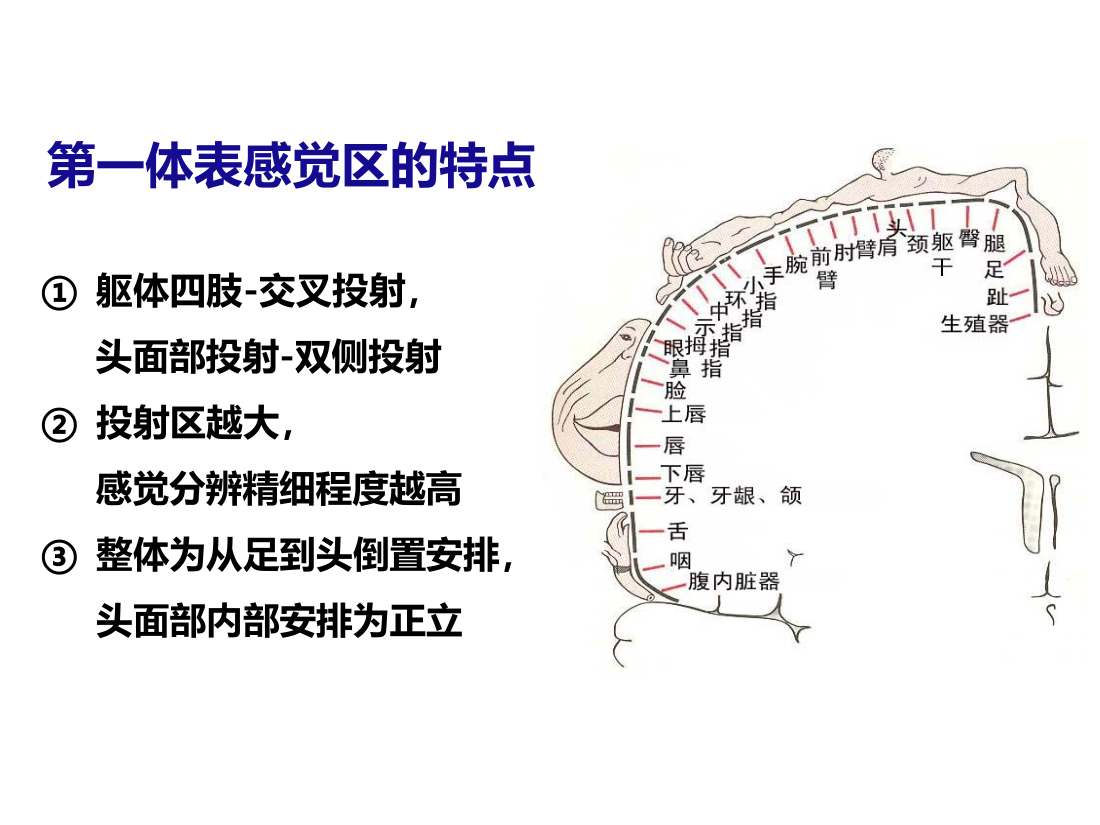 第一体表感觉区的特点
① 躯体四肢-交叉投射，
头面部投射-双侧投射
② 投射区越大，
感觉分辨精细程度越高
③ 整体为从足到头倒置安排，
头面部内部安排为正立
生殖器
趾
足
腿
臀
躯干
颈
头
肩
臂
肘
前臂
腕
手
小指
环指
中指
示指
拇指
眼
鼻
脸
上唇
唇
下唇
牙、牙龈、颌
舌
咽
腹内脏器